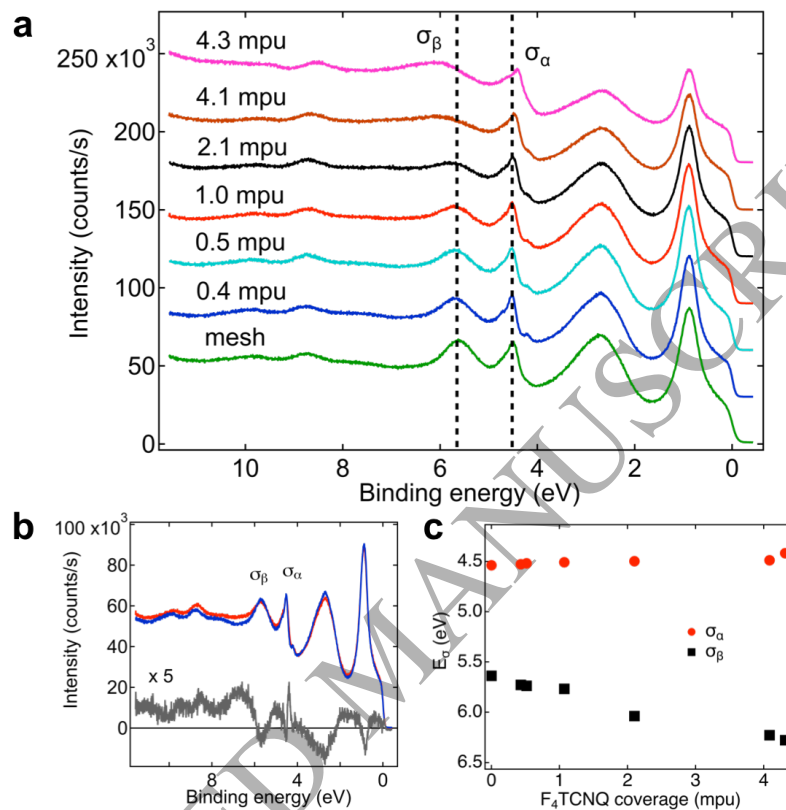 a
4.3 mpu
4.1 mpu
2.1 mpu
1.0 mpu
0.5 mpu
0.4 mpu
mesh
σβ
σα
250 x10³
200
150
100
50
0
Intensity (counts/s)
10 8 6 4 2 0
Binding energy (eV)
b
100 x10³
80
60
40
20
0
Intensity (counts/s)
σβ σα
x 5
8 4 0
Binding energy (eV)
c
4.5
5.0
5.5
6.0
6.5
Eσ (eV)
σα
σβ
0 1 2 3 4
F₄TCNQ coverage (mpu)